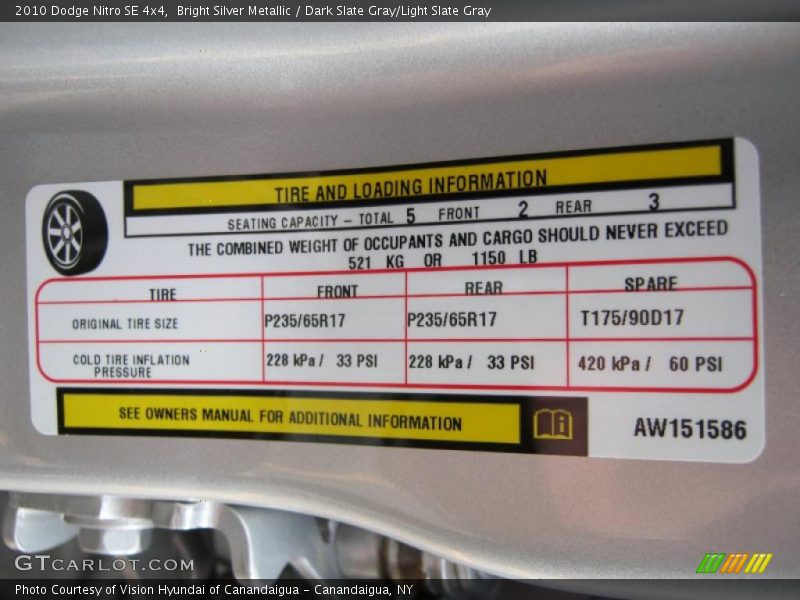 2010 Dodge Nitro SE 4x4,  Bright Silver Metallic / Dark Slate Gray/Light Slate Gray
TIRE AND LOADING INFORMATION
SEATING CAPACITY – TOTAL 5 FRONT 2 REAR 3
THE COMBINED WEIGHT OF OCCUPANTS AND CARGO SHOULD NEVER EXCEED
521 KG OR 1150 LB
TIRE FRONT REAR SPARE
ORIGINAL TIRE SIZE P235/65R17 P235/65R17 T175/90D17
COLD TIRE INFLATION PRESSURE 228 kPa / 33 PSI 228 kPa / 33 PSI 420 kPa / 60 PSI
SEE OWNERS MANUAL FOR ADDITIONAL INFORMATION
AW151586
GTCARLOT.COM
Photo Courtesy of Vision Hyundai of Canandaigua – Canandaigua, NY